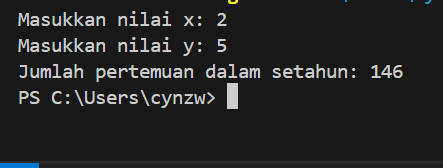 Masukkan nilai x: 2
Masukkan nilai y: 5
Jumlah pertemuan dalam setahun: 146
PS C:\Users\cynzw>